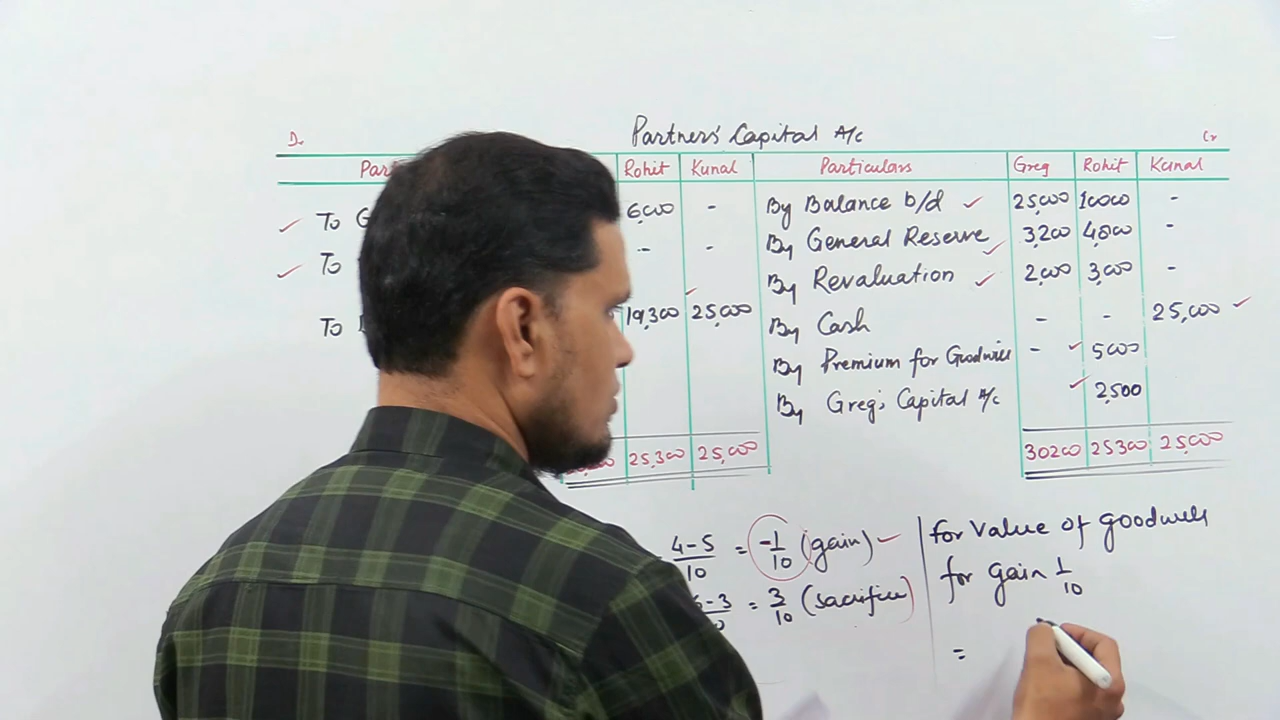 Partners' Capital A/c
Dr Cr
Rohit Kunal Particulars Greg Rohit Kunal
To 6,000 - By Balance b/d 25,000 10000 -
- - By General Reserve 3,200 4,800 -
To By Revaluation 2,000 3,000 -
To 19,300 25,000 By Cash - - 25,000
By Premium for Goodwill - 5000
By Greg's Capital A/c 2,500
25,300 25,000 30200 25300 25,000
4-5/10 = -1/10 (gain)
-3 = 3/10 (sacrifice)
for Value of goodwill
for gain 1/10
=